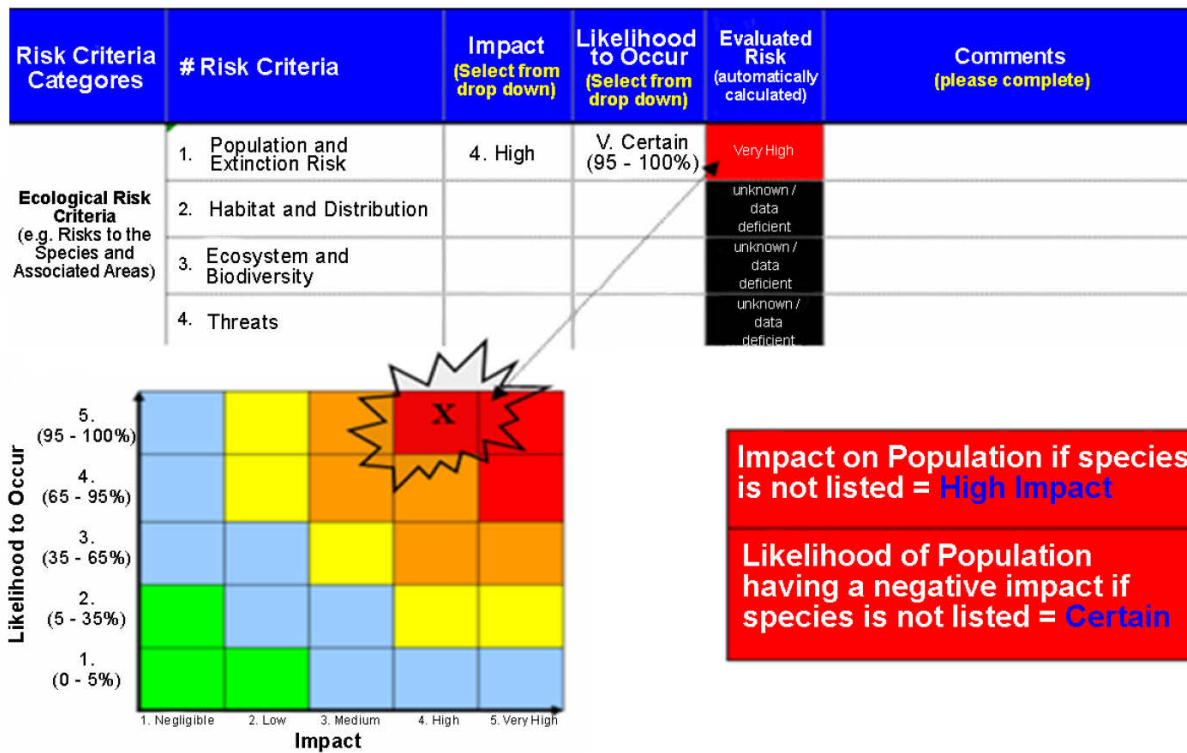 Risk Criteria
Categores
# Risk Criteria
Impact
(Select from
drop down)
Likelihood
to Occur
(Select from
drop down)
Evaluated
Risk
(automatically
calculated)
Comments
(please complete)
Ecological Risk
Criteria
(e.g. Risks to the
Species and
Associated Areas)
1. Population and
Extinction Risk
4. High
V. Certain
(95 - 100%)
Very High
2. Habitat and Distribution
unknown /
data
deficient
3. Ecosystem and
Biodiversity
unknown /
data
deficient
4. Threats
unknown /
data
deficient
Likelihood to Occur
5.
(95 - 100%)
X
4.
(65 - 95%)
3.
(35 - 65%)
2.
(5 - 35%)
1.
(0 - 5%)
1. Negligible
2. Low
3. Medium
4. High
5. Very High
Impact
Impact on Population if species
is not listed = High Impact
Likelihood of Population
having a negative impact if
species is not listed = Certain